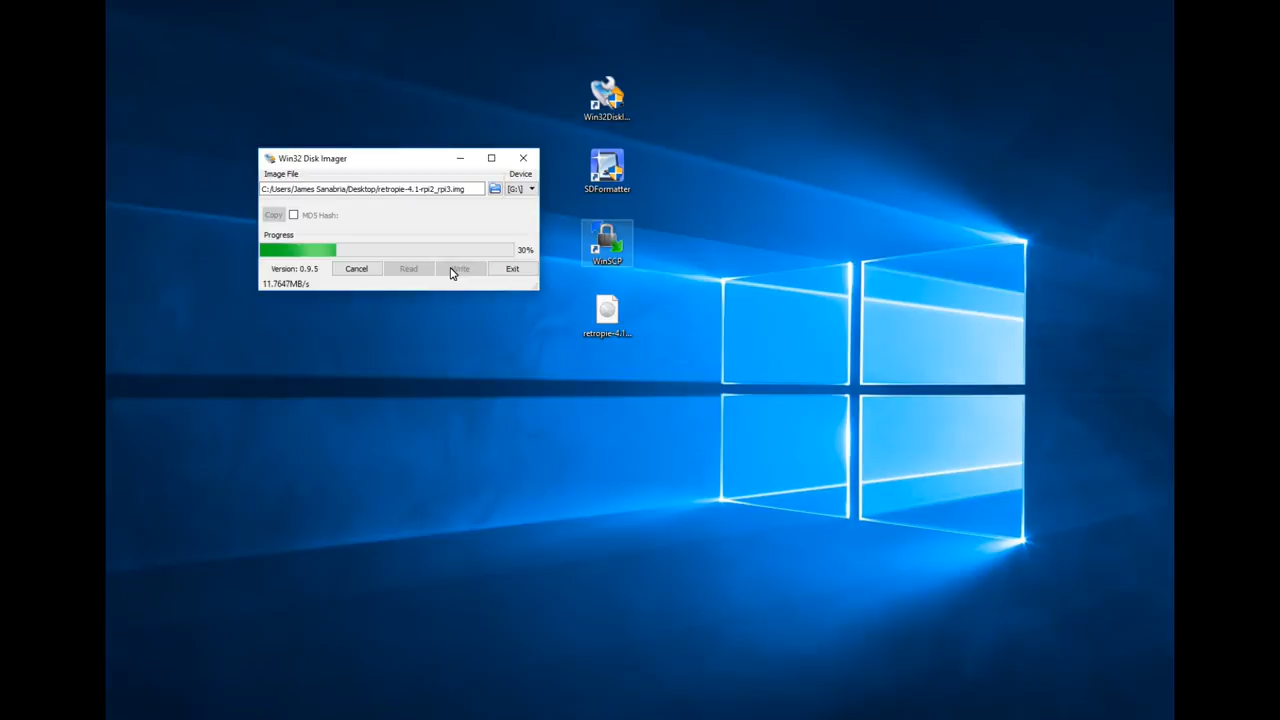 Win32DiskI...
SDFormatter
WinSCP
retropie-4.1...
Win32 Disk Imager
Image File
Device
C:/Users/James Sanabria/Desktop/retropie-4.1-rpi2_rpi3.img
[G:\]
Copy
MD5 Hash:
Progress
30%
Version: 0.9.5
Cancel
Read
Write
Exit
11.7647MB/s